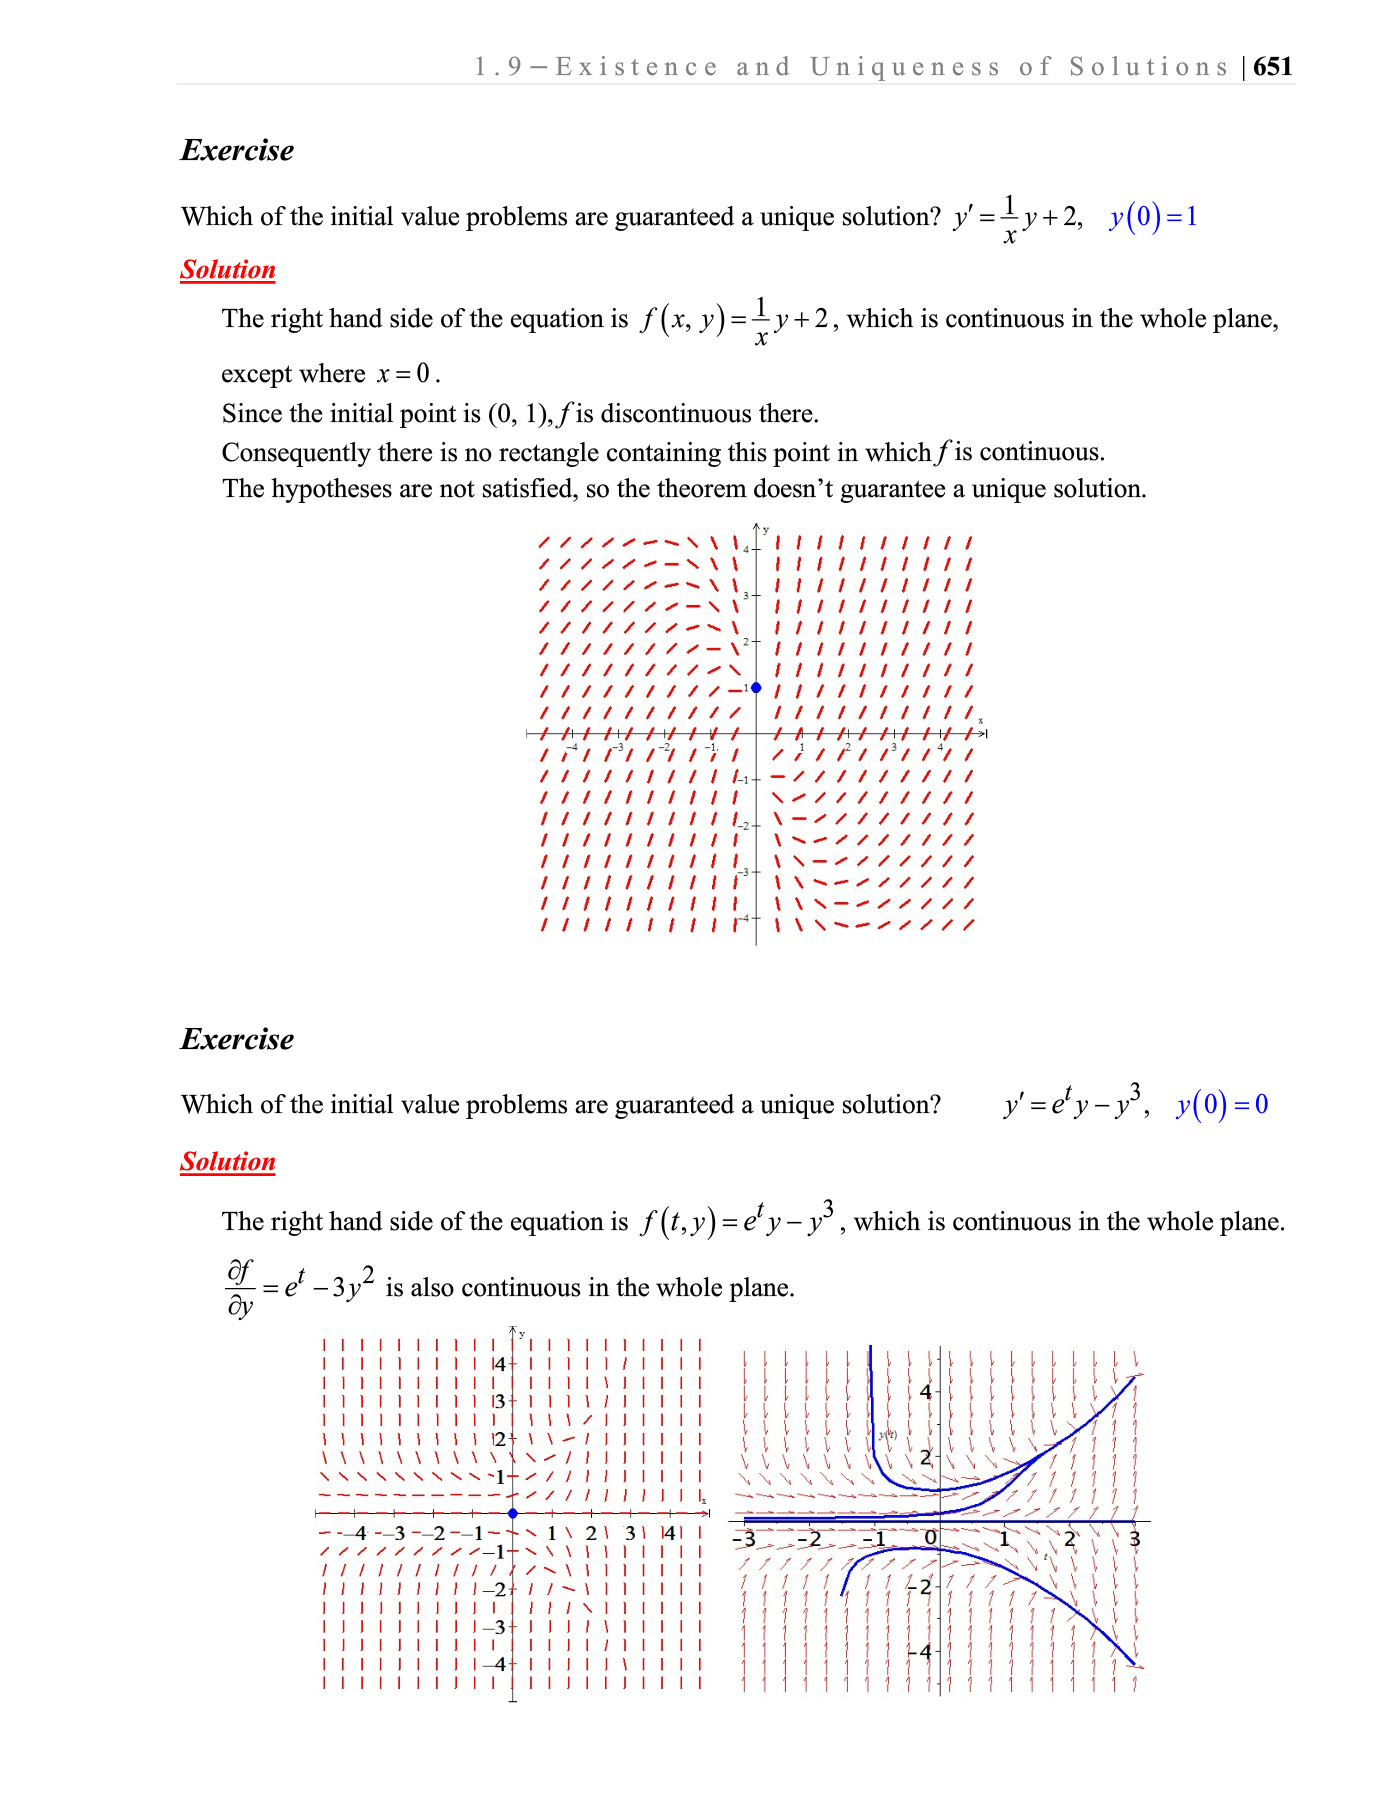 1.9 – Existence and Uniqueness of Solutions | 651
Exercise
Which of the initial value problems are guaranteed a unique solution? y′ = 1/x y + 2, y(0) = 1
Solution
The right hand side of the equation is f(x, y) = 1/x y + 2, which is continuous in the whole plane,
except where x = 0.
Since the initial point is (0, 1), f is discontinuous there.
Consequently there is no rectangle containing this point in which f is continuous.
The hypotheses are not satisfied, so the theorem doesn't guarantee a unique solution.
y
4
3
2
1
x
–4 –3 –2 –1 1 2 3 4
–1
–2
–3
–4
Exercise
Which of the initial value problems are guaranteed a unique solution? y′ = e^t y – y^3, y(0) = 0
Solution
The right hand side of the equation is f(t, y) = e^t y – y^3, which is continuous in the whole plane.
∂f/∂y = e^t – 3y^2 is also continuous in the whole plane.
y
4
3
2
1
x
–4 –3 –2 –1 1 2 3 4
–1
–2
–3
–4
4
y(t)
2
-3 -2 -1 0 1 2 3
t
-2
-4